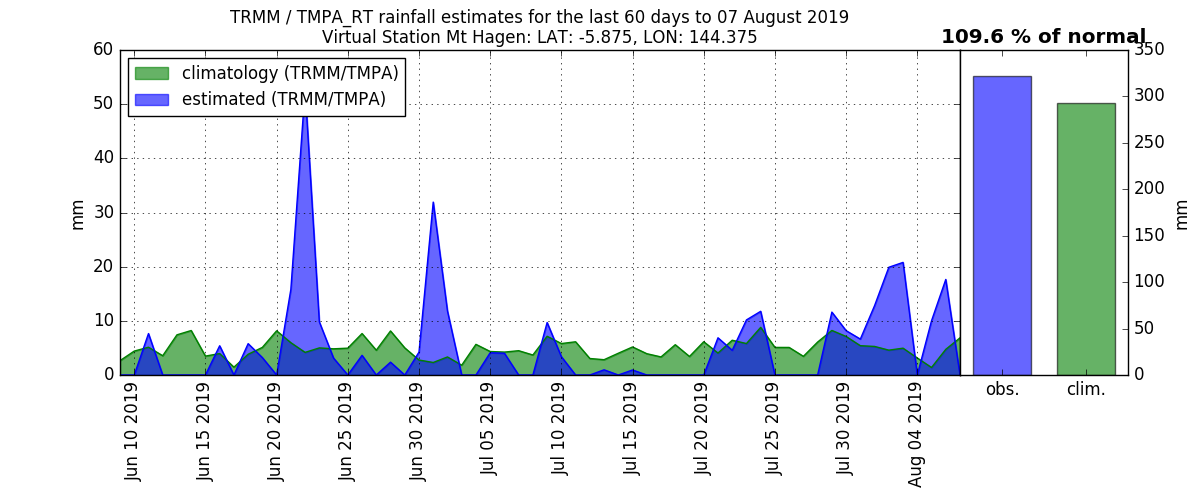 TRMM / TMPA_RT rainfall estimates for the last 60 days to 07 August 2019
Virtual Station Mt Hagen: LAT: -5.875, LON: 144.375
109.6 % of normal
climatology (TRMM/TMPA)
estimated (TRMM/TMPA)
60
50
40
30
20
10
0
mm
Jun 10 2019
Jun 15 2019
Jun 20 2019
Jun 25 2019
Jun 30 2019
Jul 05 2019
Jul 10 2019
Jul 15 2019
Jul 20 2019
Jul 25 2019
Jul 30 2019
Aug 04 2019
350
300
250
200
150
100
50
0
mm
obs.
clim.